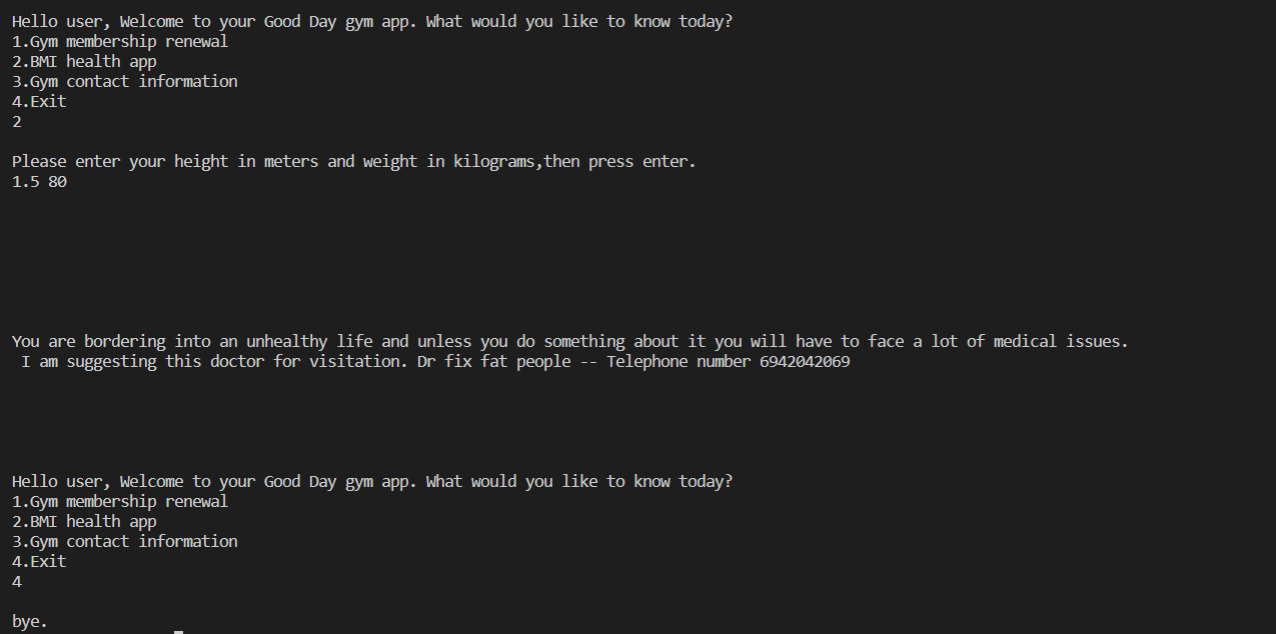 Hello user, Welcome to your Good Day gym app. What would you like to know today?
1.Gym membership renewal
2.BMI health app
3.Gym contact information
4.Exit
2
Please enter your height in meters and weight in kilograms,then press enter.
1.5 80
You are bordering into an unhealthy life and unless you do something about it you will have to face a lot of medical issues.
I am suggesting this doctor for visitation. Dr fix fat people -- Telephone number 6942042069
Hello user, Welcome to your Good Day gym app. What would you like to know today?
1.Gym membership renewal
2.BMI health app
3.Gym contact information
4.Exit
4
bye.